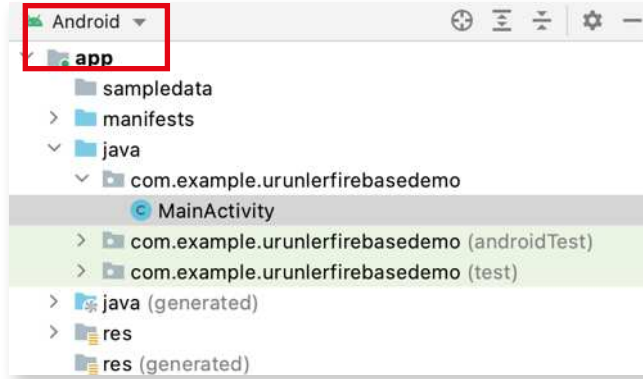 Android
app
sampledata
manifests
java
com.example.urunlerfirebasedemo
C MainActivity
com.example.urunlerfirebasedemo (androidTest)
com.example.urunlerfirebasedemo (test)
java (generated)
res
res (generated)